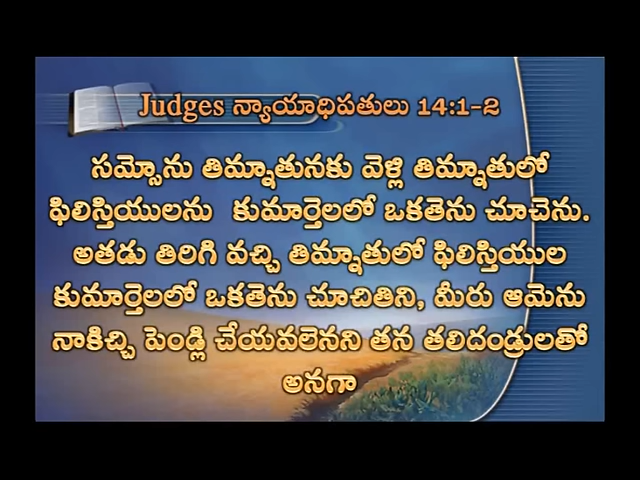 Judges న్యాయాధిపతులు 14:1-2
సమ్సోను తిమ్నాతునకు వెళ్లి తిమ్నాతులో
ఫిలిస్తియులను కుమార్తెలలో ఒకతెను చూచెను.
అతడు తిరిగి వచ్చి తిమ్నాతులో ఫిలిస్తియుల
కుమార్తెలలో ఒకతెను చూచితిని, మీరు ఆమెను
నాకిచ్చి పెండ్లి చేయవలెనని తన తలిదండ్రులతో
అనగా